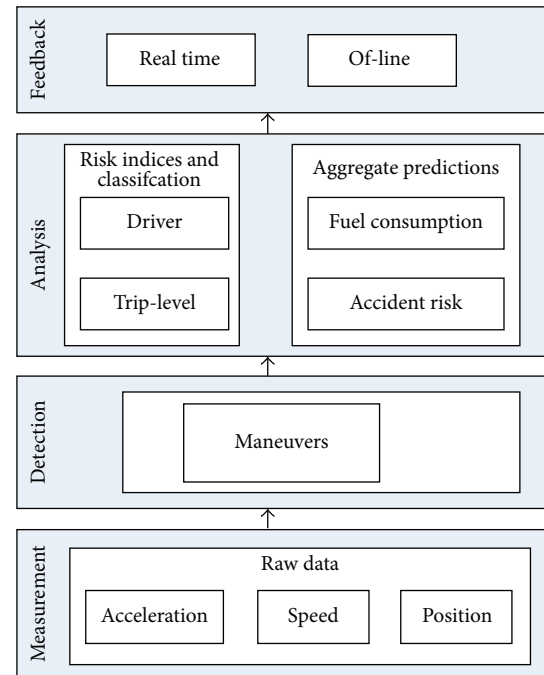 Feedback
Real time
Of-line
Analysis
Risk indices and
classifcation
Driver
Trip-level
Aggregate predictions
Fuel consumption
Accident risk
Detection
Maneuvers
Measurement
Raw data
Acceleration
Speed
Position